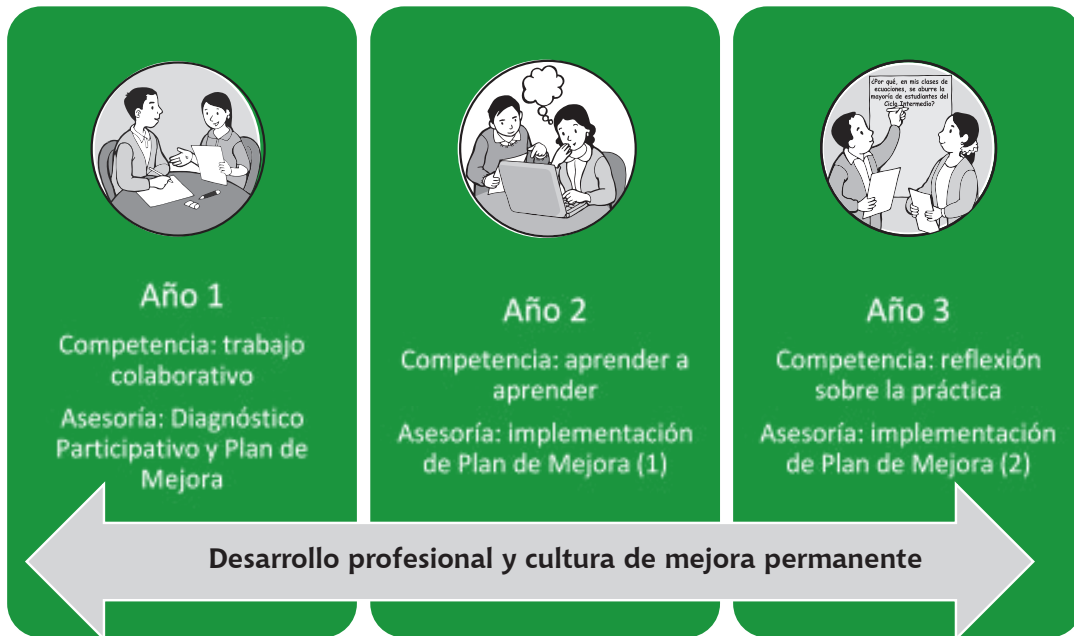 Año 1
Competencia: trabajo
colaborativo
Asesoría: Diagnóstico
Participativo y Plan de
Mejora
Año 2
Competencia: aprender a
aprender
Asesoría: implementación
de Plan de Mejora (1)
¿Por qué, en mis clases de
ecuaciones, se aburre la
mayoría de estudiantes del
Ciclo Intermedio?
Año 3
Competencia: reflexión
sobre la práctica
Asesoría: implementación
de Plan de Mejora (2)
Desarrollo profesional y cultura de mejora permanente